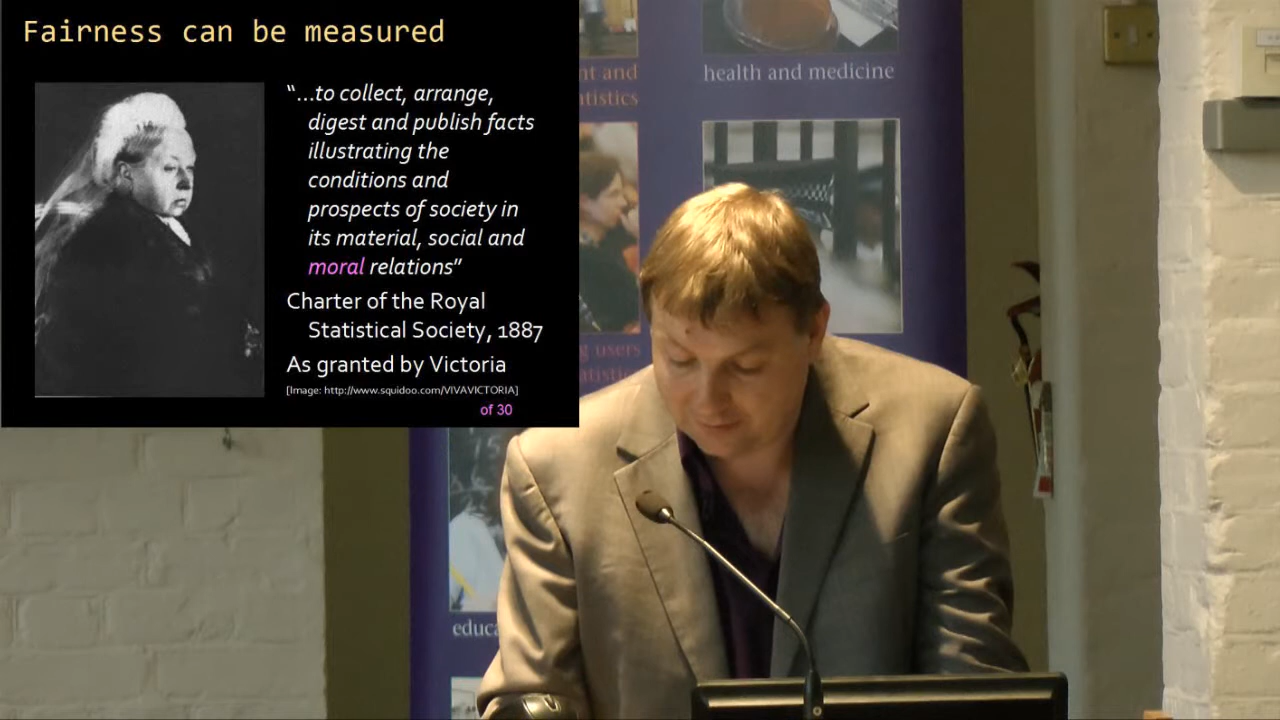 Fairness can be measured
“...to collect, arrange,
digest and publish facts
illustrating the
conditions and
prospects of society in
its material, social and
moral relations”
Charter of the Royal
Statistical Society, 1887
As granted by Victoria
[Image: http://www.squidoo.com/VIVAVICTORIA]
of 30
and
health and medicine
users